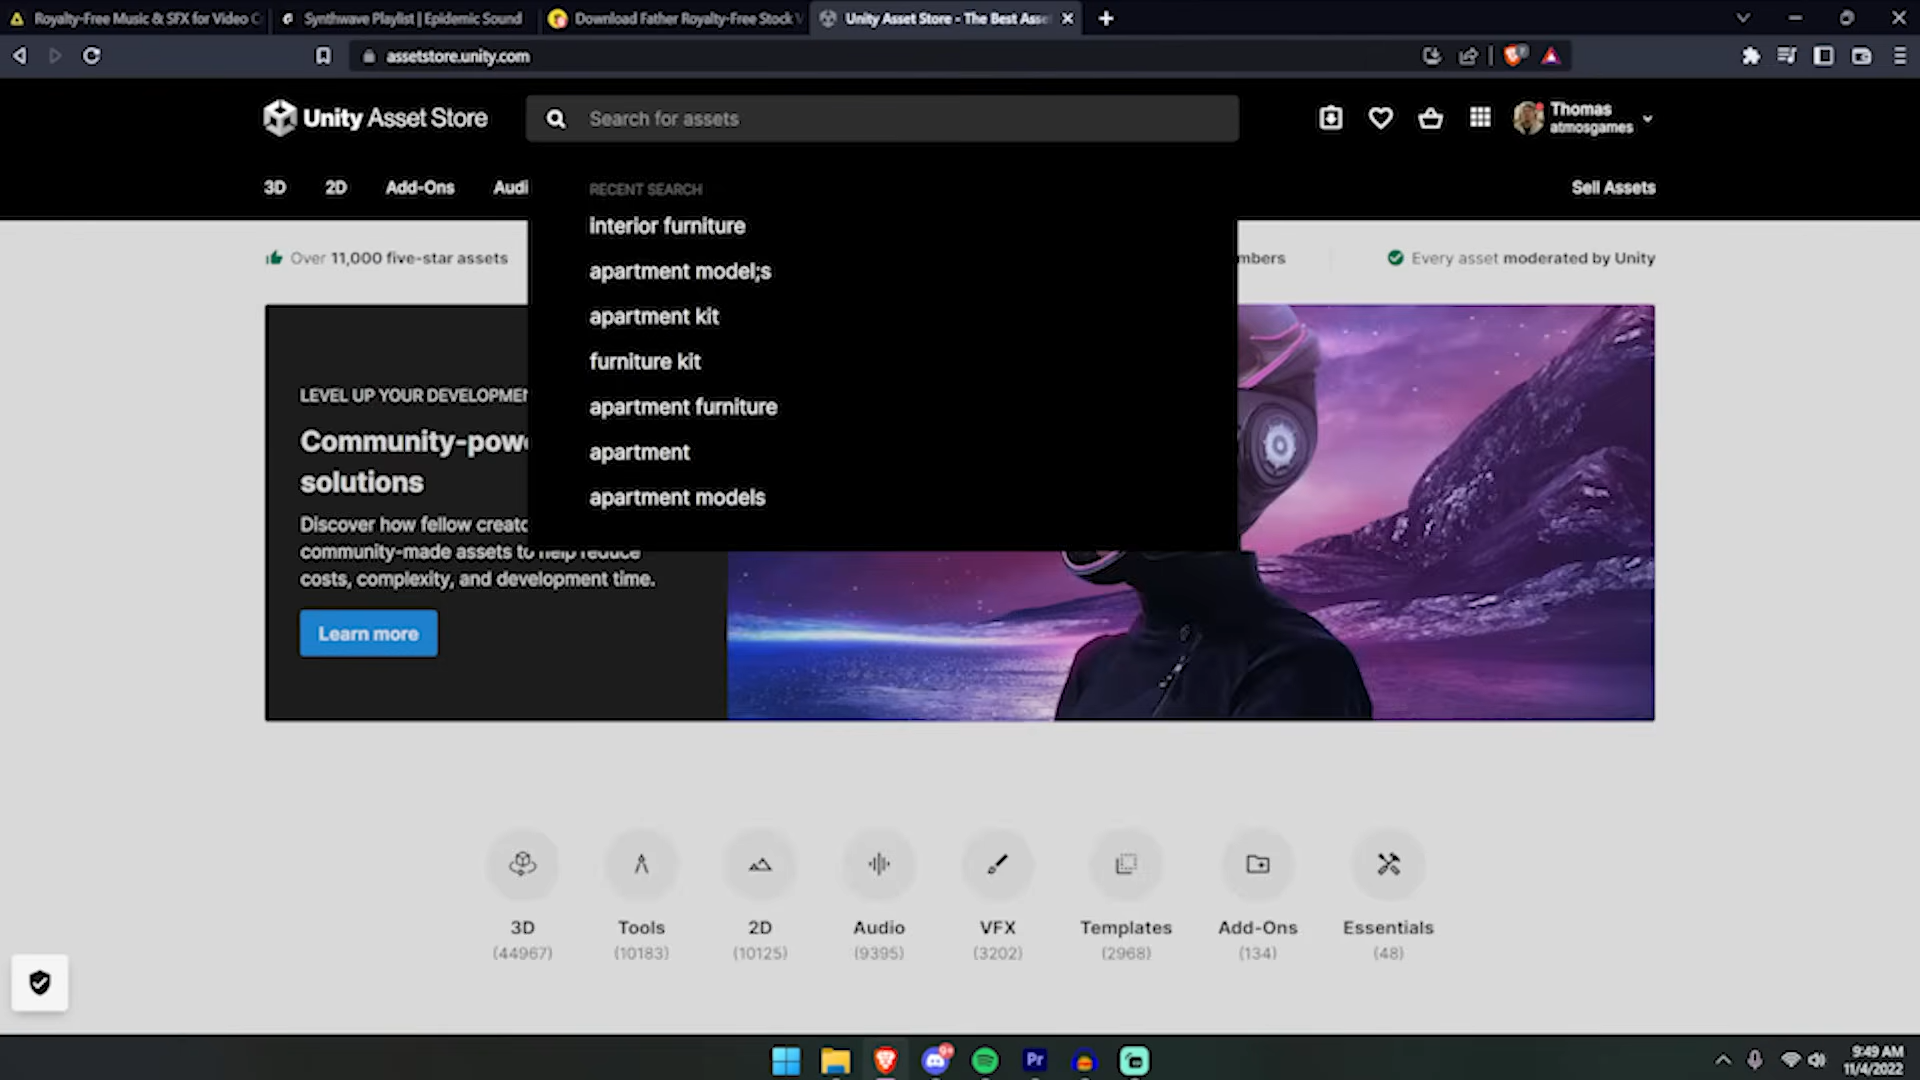 Royalty-Free Music & SFX for Video C
Synthwave Playlist | Epidemic Sound
Download Father Royalty-Free Stock V
Unity Asset Store - The Best Asse
assetstore.unity.com
Unity Asset Store
Search for assets
Thomas
atmosgames
3D
2D
Add-Ons
Audi
Sell Assets
RECENT SEARCH
interior furniture
apartment model;s
apartment kit
furniture kit
apartment furniture
apartment
apartment models
Over 11,000 five-star assets
mbers
Every asset moderated by Unity
LEVEL UP YOUR DEVELOPMEN
Community-powe
solutions
Discover how fellow creato
community-made assets to help reduce
costs, complexity, and development time.
Learn more
3D
(44967)
Tools
(10183)
2D
(10125)
Audio
(9395)
VFX
(3202)
Templates
(2968)
Add-Ons
(134)
Essentials
(48)
Pr
9:49 AM
11/4/2022